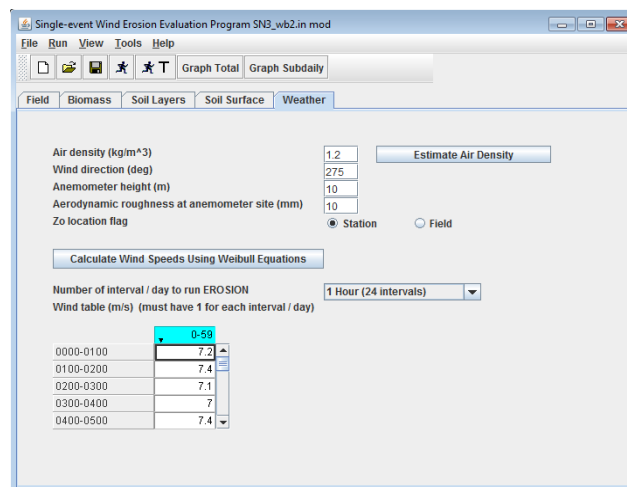 Single-event Wind Erosion Evaluation Program SN3_wb2.in mod
File Run View Tools Help
T Graph Total Graph Subdaily
Field Biomass Soil Layers Soil Surface Weather
Air density (kg/m^3) 1.2 Estimate Air Density
Wind direction (deg) 275
Anemometer height (m) 10
Aerodynamic roughness at anemometer site (mm) 10
Zo location flag Station Field
Calculate Wind Speeds Using Weibull Equations
Number of interval / day to run EROSION 1 Hour (24 intervals)
Wind table (m/s) (must have 1 for each interval / day)
0-59
0000-0100 7.2
0100-0200 7.4
0200-0300 7.1
0300-0400 7
0400-0500 7.4